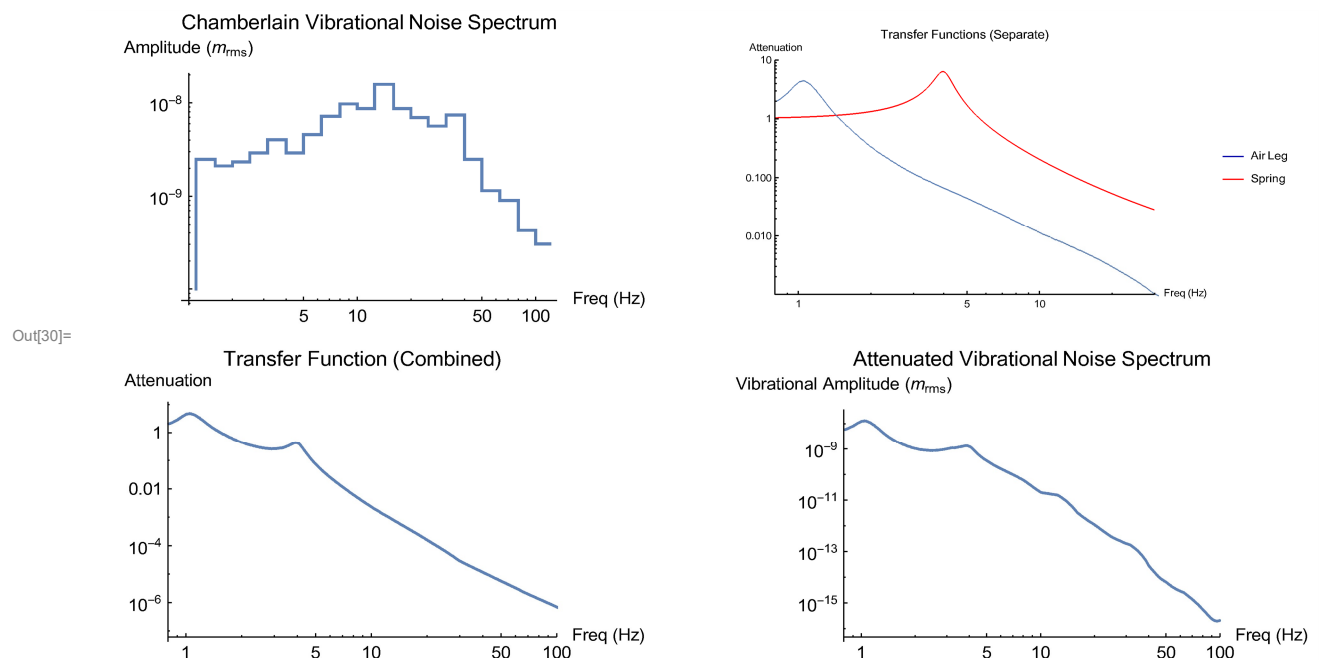 Chamberlain Vibrational Noise Spectrum
Amplitude (mrms)
10−8
10−9
5 10 50 100
Freq (Hz)
Transfer Functions (Separate)
Attenuation
10
1
0.100
0.010
1 5 10
Freq (Hz)
Air Leg
Spring
Out[30]=
Transfer Function (Combined)
Attenuation
1
0.01
10−4
10−6
1 5 10 50 100
Freq (Hz)
Attenuated Vibrational Noise Spectrum
Vibrational Amplitude (mrms)
10−9
10−11
10−13
10−15
1 5 10 50 100
Freq (Hz)